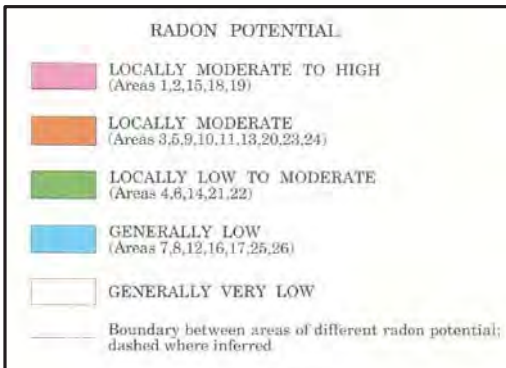 RADON POTENTIAL
LOCALLY MODERATE TO HIGH
(Areas 1,2,15,18,19)
LOCALLY MODERATE
(Areas 3,5,9,10,11,13,20,23,24)
LOCALLY LOW TO MODERATE
(Areas 4,6,14,21,22)
GENERALLY LOW
(Areas 7,8,12,16,17,25,26)
GENERALLY VERY LOW
Boundary between areas of different radon potential;
dashed where inferred